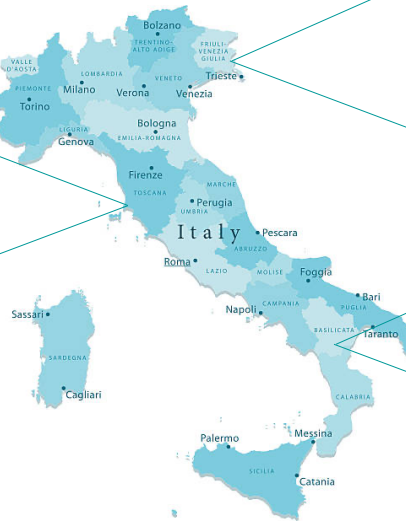 Bolzano
TRENTINO-
ALTO ADIGE
FRIULI-
VENEZIA
GIULIA
VALLE
D'AOSTA
LOMBARDIA
VENETO
Trieste
PIEMONTE
Milano
Verona
Venezia
Torino
Bologna
LIGURIA
EMILIA-ROMAGNA
Genova
Firenze
MARCHE
TOSCANA
Perugia
UMBRIA
Italy
Pescara
ABRUZZO
Roma
LAZIO
MOLISE
Foggia
Bari
CAMPANIA
PUGLIA
Napoli
Sassari
BASILICATA
Taranto
SARDEGNA
Cagliari
CALABRIA
Messina
Palermo
SICILIA
Catania